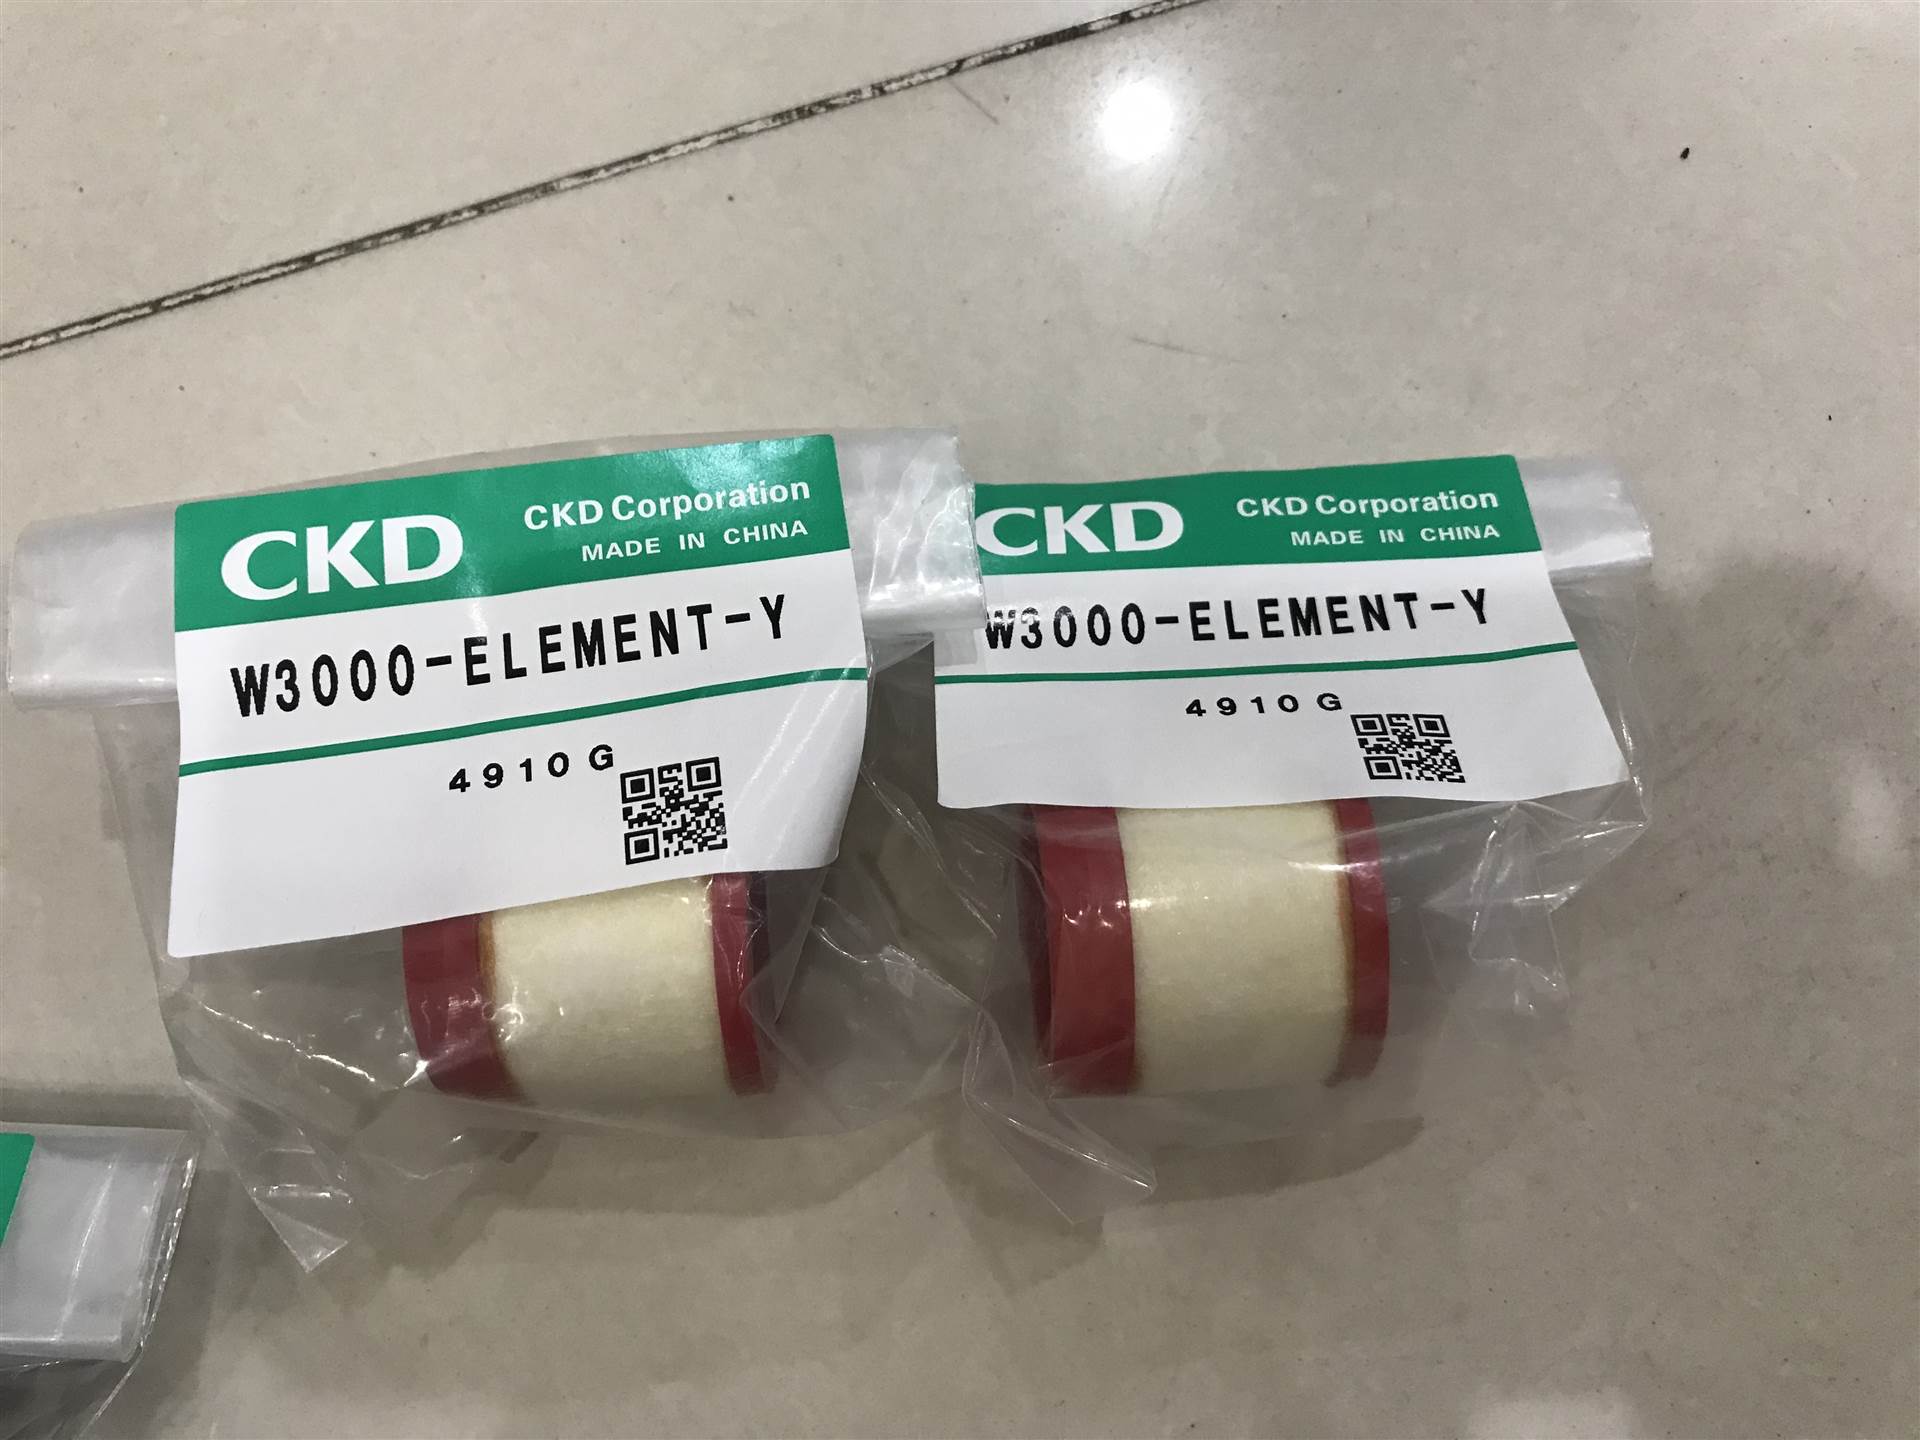 CKD
CKD Corporation
MADE IN CHINA
W3000-ELEMENT-Y
4910G
CKD
CKD Corporation
MADE IN CHINA
W3000-ELEMENT-Y
4910G